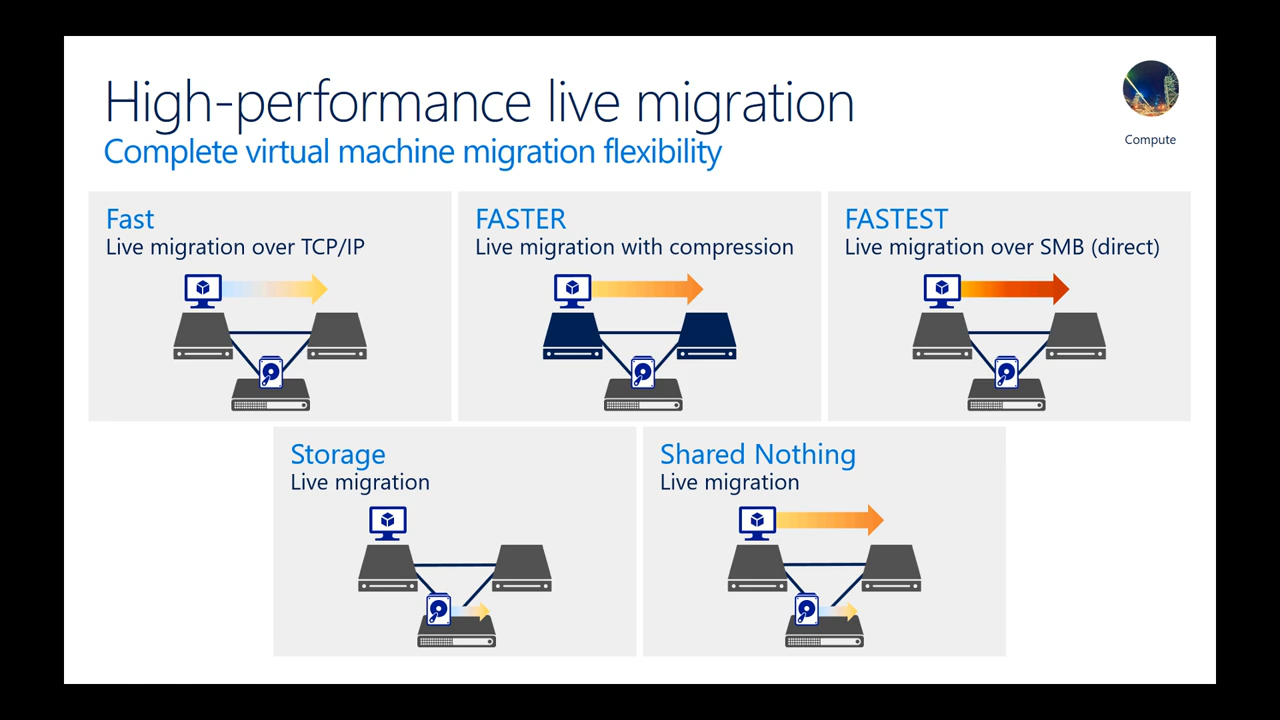 High-performance live migration
Complete virtual machine migration flexibility
Compute
Fast
Live migration over TCP/IP
FASTER
Live migration with compression
FASTEST
Live migration over SMB (direct)
Storage
Live migration
Shared Nothing
Live migration